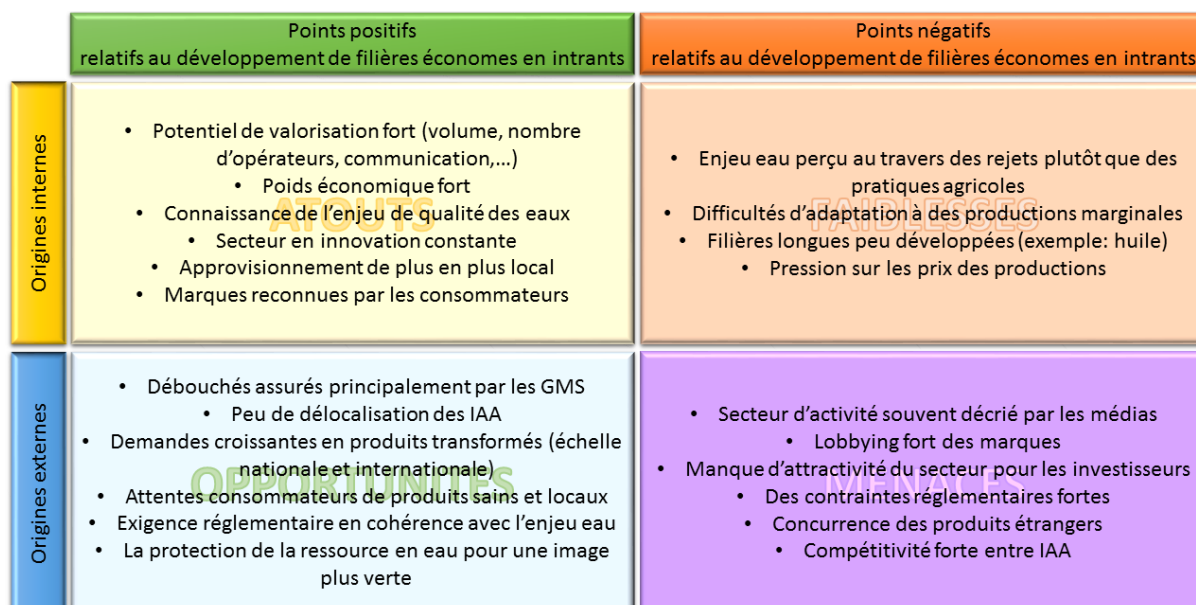 Points positifs
relatifs au développement de filières économes en intrants
Points négatifs
relatifs au développement de filières économes en intrants
Origines internes
ATOUTS
• Potentiel de valorisation fort (volume, nombre
d'opérateurs, communication,...)
• Poids économique fort
• Connaissance de l'enjeu de qualité des eaux
• Secteur en innovation constante
• Approvisionnement de plus en plus local
• Marques reconnues par les consommateurs
FAIBLESSES
• Enjeu eau perçu au travers des rejets plutôt que des
pratiques agricoles
• Difficultés d'adaptation à des productions marginales
• Filières longues peu développées (exemple: huile)
• Pression sur les prix des productions
Origines externes
OPPORTUNITES
• Débouchés assurés principalement par les GMS
• Peu de délocalisation des IAA
• Demandes croissantes en produits transformés (échelle
nationale et internationale)
• Attentes consommateurs de produits sains et locaux
• Exigence réglementaire en cohérence avec l'enjeu eau
• La protection de la ressource en eau pour une image
plus verte
MENACES
• Secteur d'activité souvent décrié par les médias
• Lobbying fort des marques
• Manque d'attractivité du secteur pour les investisseurs
• Des contraintes réglementaires fortes
• Concurrence des produits étrangers
• Compétitivité forte entre IAA